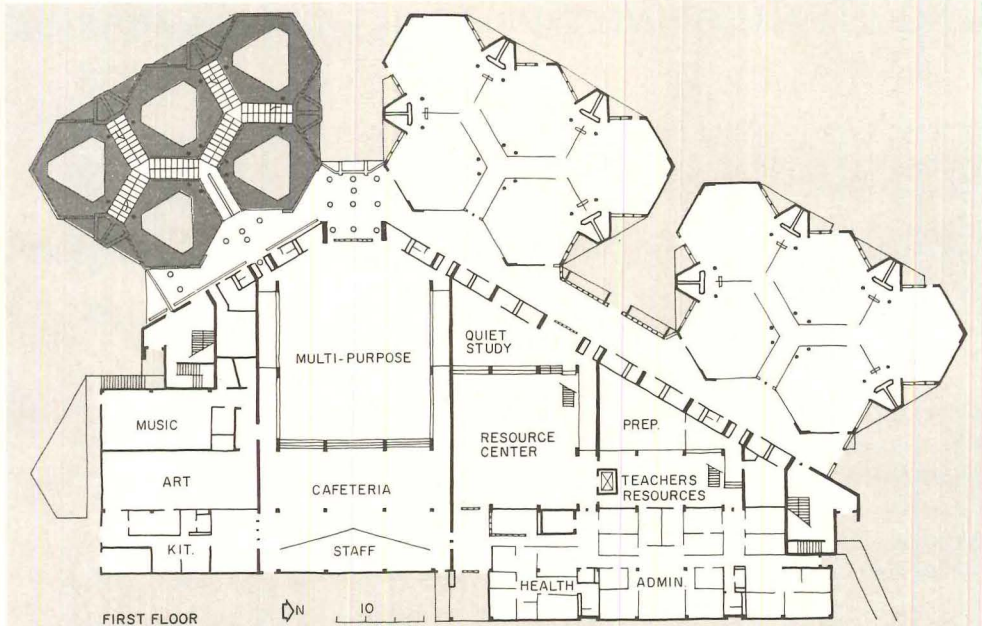 QUIET
STUDY
MULTI-PURPOSE
MUSIC
RESOURCE
CENTER
PREP.
ART
CAFETERIA
TEACHERS
RESOURCES
KIT.
STAFF
HEALTH
ADMIN.
FIRST FLOOR
N
10